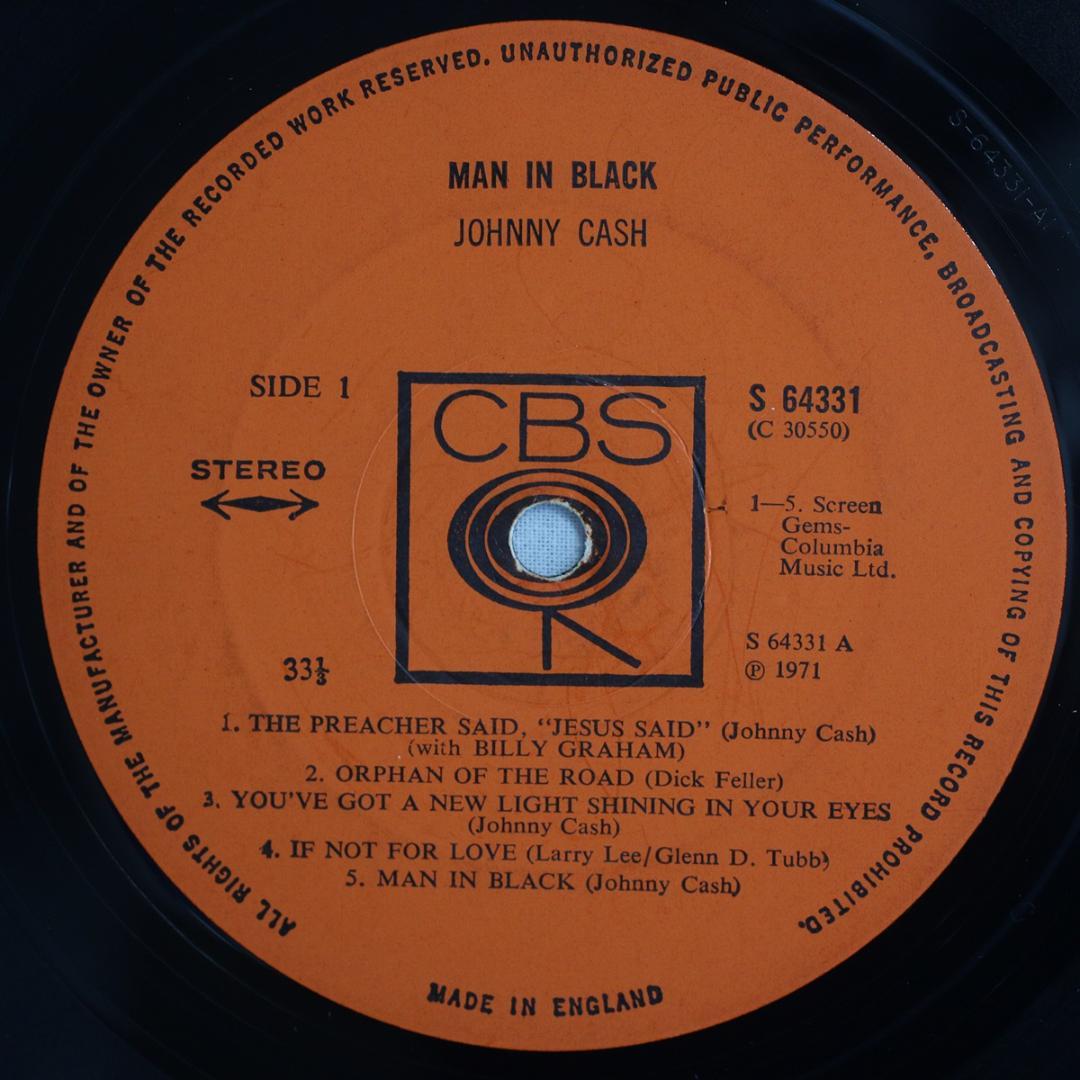 ALL RIGHTS OF THE MANUFACTURER AND OF THE OWNER OF THE RECORDED WORK RESERVED. UNAUTHORIZED PUBLIC PERFORMANCE, BROADCASTING AND COPYING OF THIS RECORD PROHIBITED.
S-64331-A1
MAN IN BLACK
JOHNNY CASH
SIDE 1
STEREO
33⅓
CBS
S 64331
(C 30550)
1—5. Screen
Gems-
Columbia
Music Ltd.
S 64331 A
℗ 1971
1. THE PREACHER SAID, “JESUS SAID” (Johnny Cash)
(with BILLY GRAHAM)
2. ORPHAN OF THE ROAD (Dick Feller)
3. YOU'VE GOT A NEW LIGHT SHINING IN YOUR EYES
(Johnny Cash)
4. IF NOT FOR LOVE (Larry Lee/Glenn D. Tubb)
5. MAN IN BLACK (Johnny Cash)
MADE IN ENGLAND